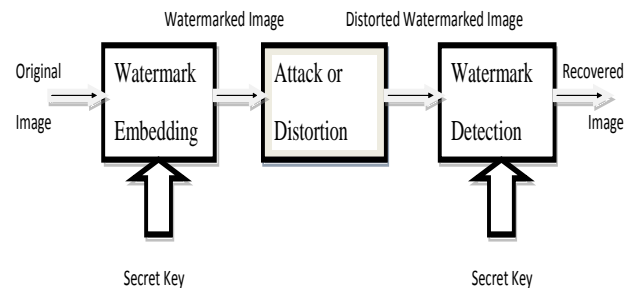 Watermarked Image
Distorted Watermarked Image
Original
Image
Watermark
Embedding
Attack or
Distortion
Watermark
Detection
Recovered
Image
Secret Key
Secret Key